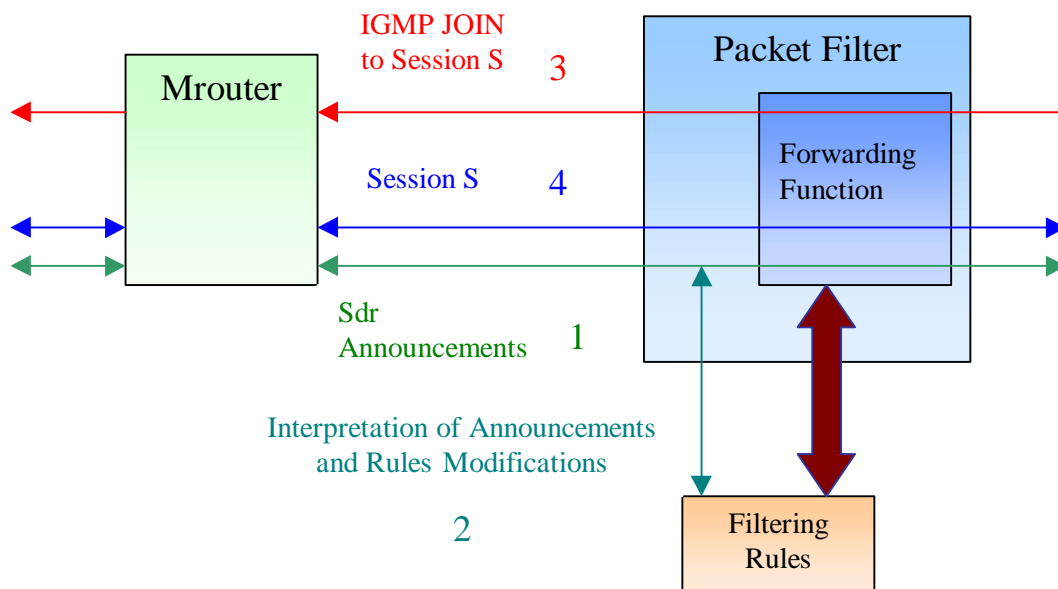 IGMP JOIN
to Session S
3
Packet Filter
Mrouter
Forwarding
Function
Session S
4
Sdr
Announcements
1
Interpretation of Announcements
and Rules Modifications
2
Filtering
Rules